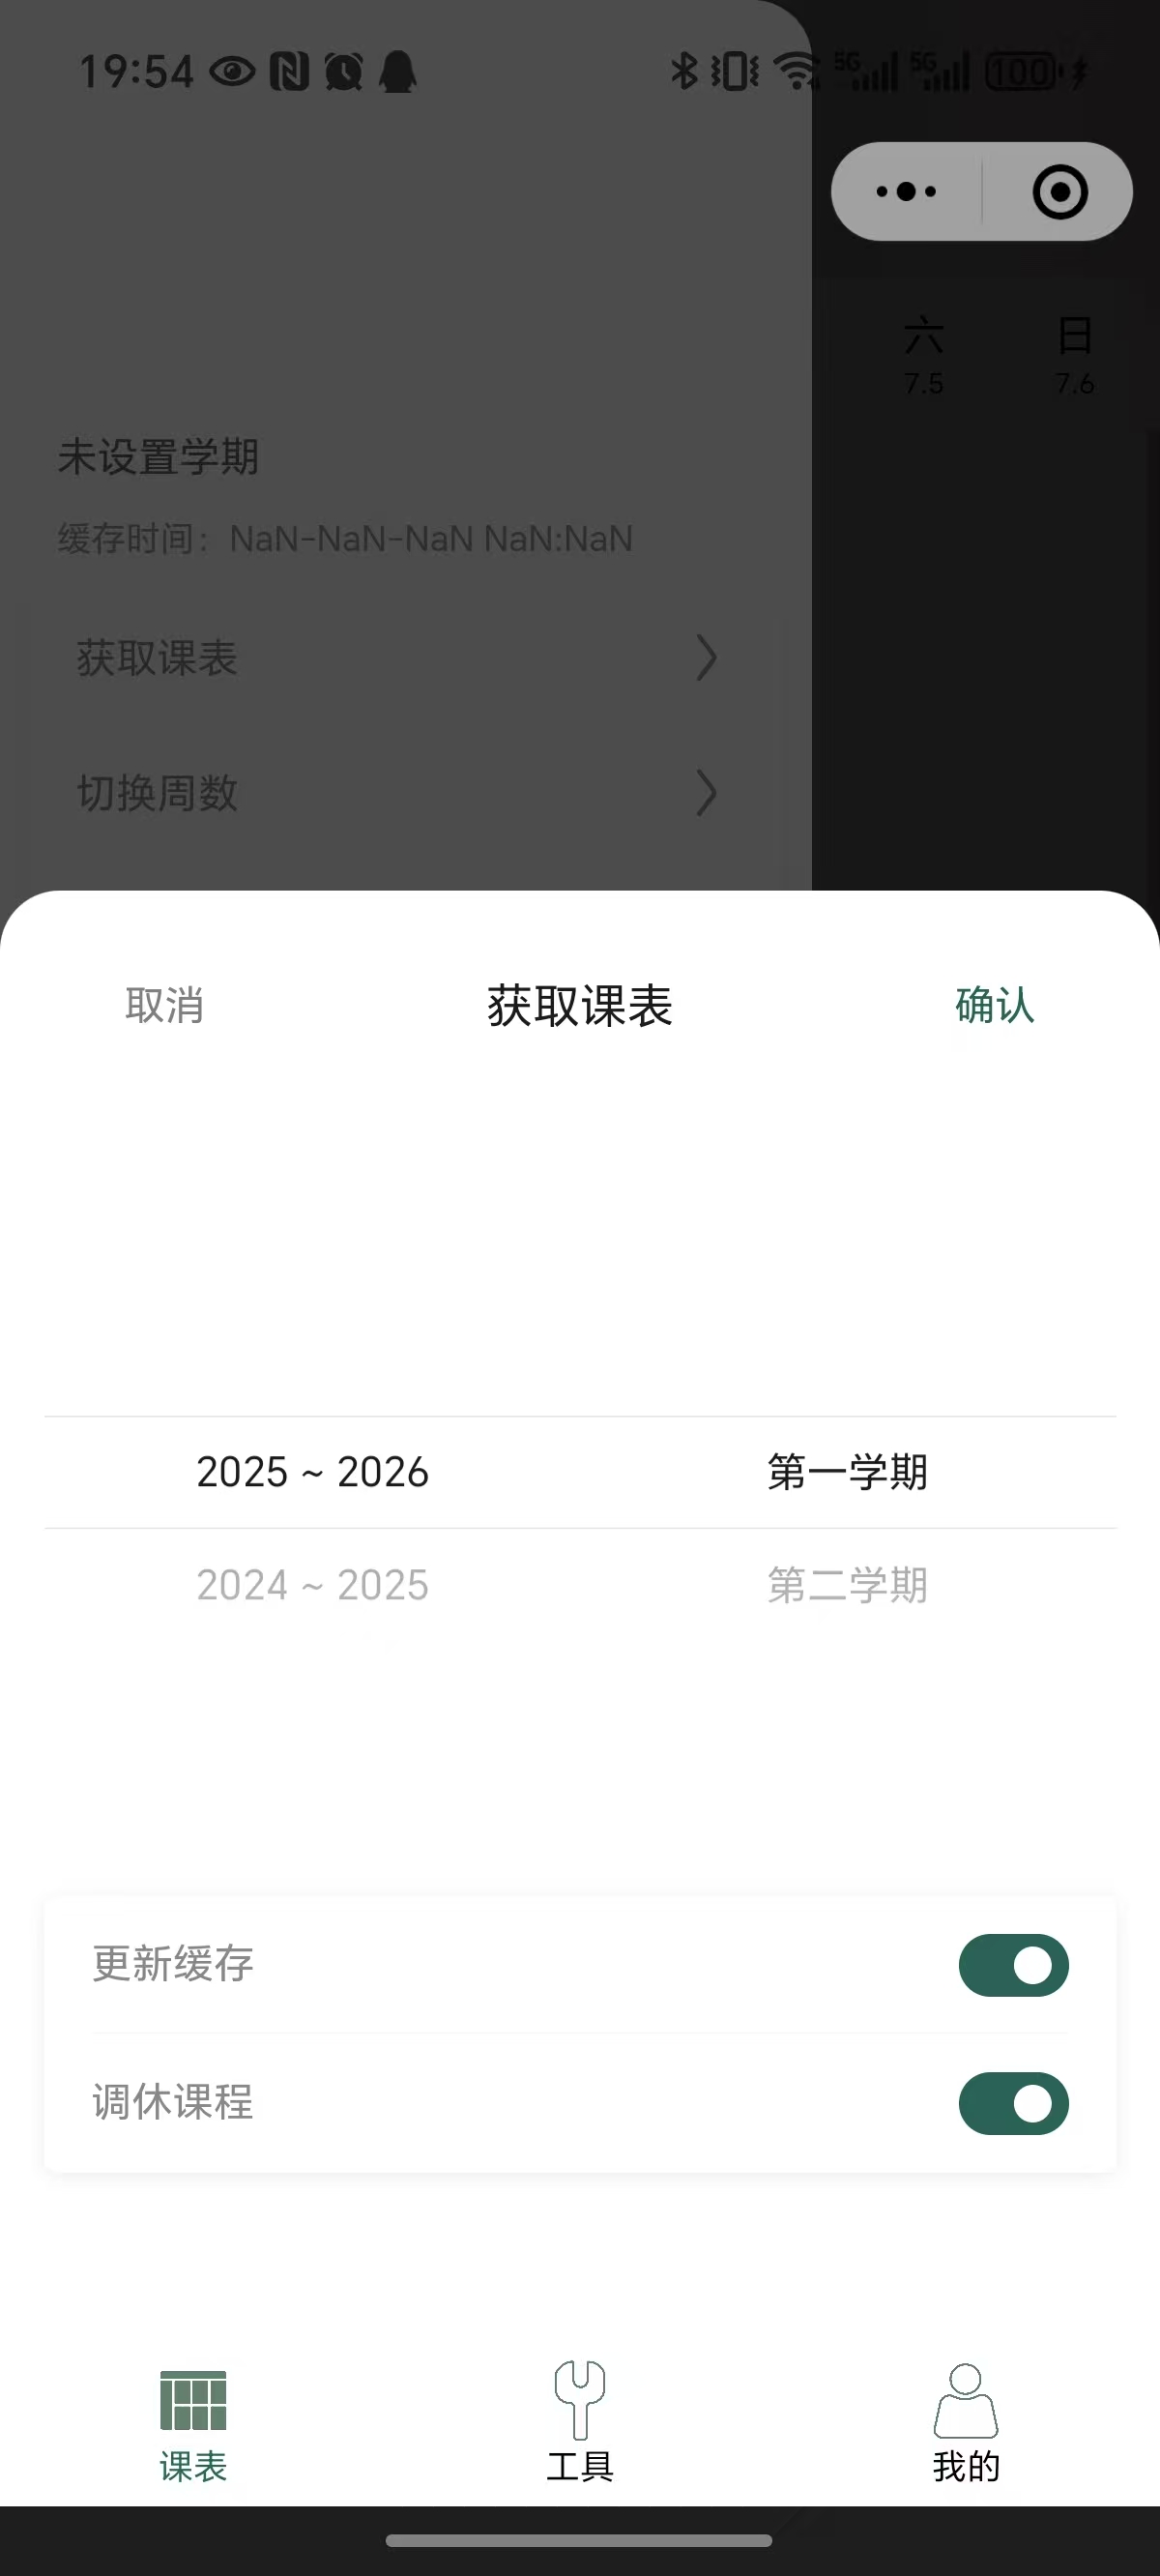 19:54 5G 5G 100
六 日
7.5 7.6
未设置学期
缓存时间：NaN-NaN-NaN NaN:NaN
获取课表
切换周数
取消 获取课表 确认
2025 ~ 2026 第一学期
2024 ~ 2025 第二学期
更新缓存
调休课程
课表 工具 我的